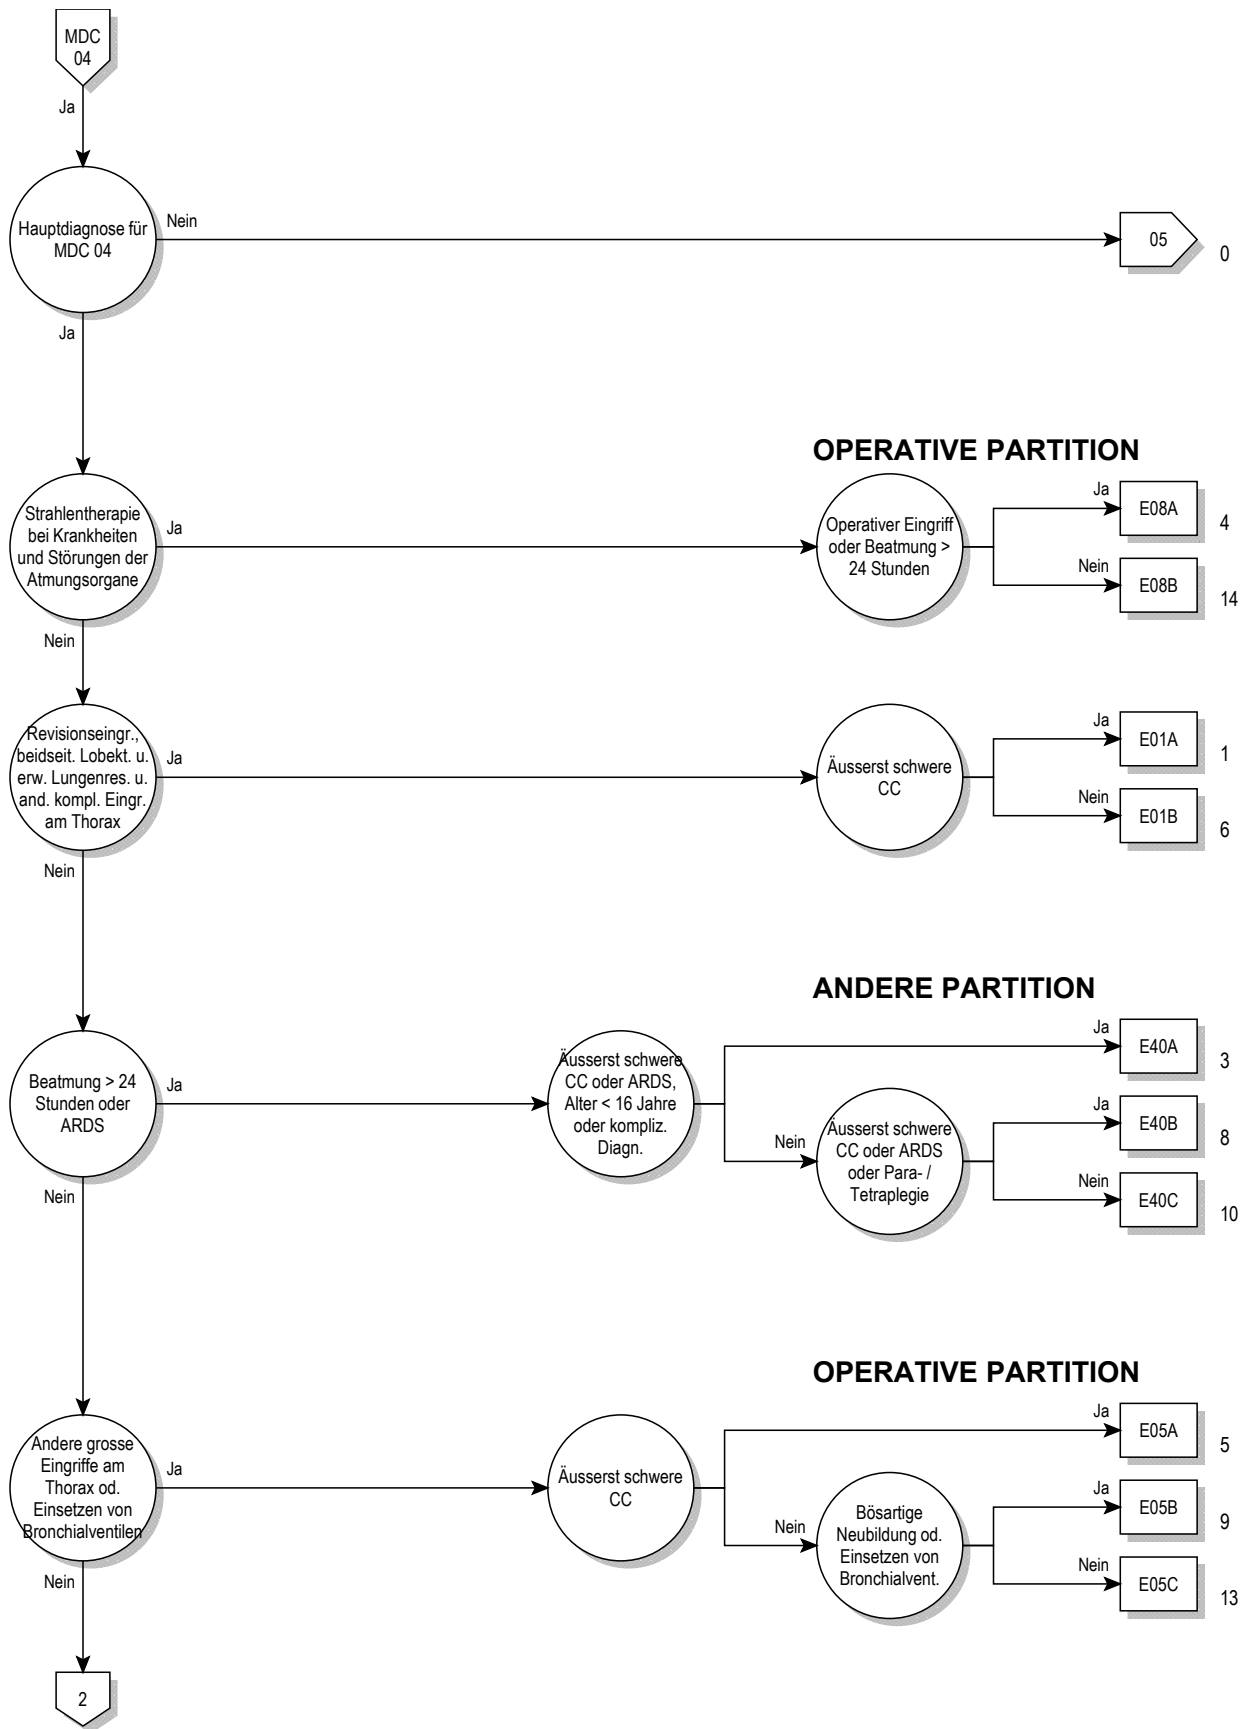 MDC
04
Ja
Hauptdiagnose für
MDC 04
Nein
05
0
Ja
OPERATIVE PARTITION
Strahlentherapie
bei Krankheiten
und Störungen der
Atmungsorgane
Ja
Operativer Eingriff
oder Beatmung >
24 Stunden
Ja
E08A
4
Nein
E08B
14
Nein
Revisionseingr.,
beidseit. Lobekt. u.
erw. Lungenres. u.
and. kompl. Eingr.
am Thorax
Ja
Äusserst schwere
CC
Ja
E01A
1
Nein
E01B
6
Nein
ANDERE PARTITION
Beatmung > 24
Stunden oder
ARDS
Ja
Äusserst schwere
CC oder ARDS,
Alter < 16 Jahre
oder kompliz.
Diagn.
Ja
E40A
3
Nein
Äusserst schwere
CC oder ARDS
oder Para- /
Tetraplegie
Ja
E40B
8
Nein
E40C
10
Nein
OPERATIVE PARTITION
Andere grosse
Eingriffe am
Thorax od.
Einsetzen von
Bronchialventilen
Ja
Äusserst schwere
CC
Ja
E05A
5
Nein
Bösartige
Neubildung od.
Einsetzen von
Bronchialvent.
Ja
E05B
9
Nein
E05C
13
Nein
2